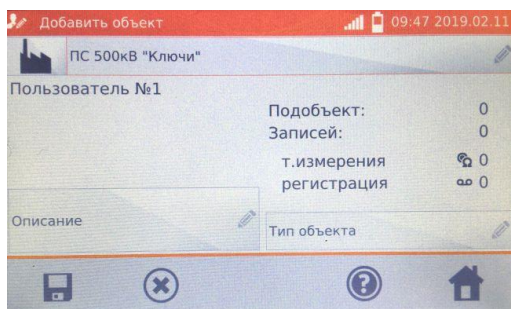 Добавить объект
09:47 2019.02.11
ПС 500кВ "Ключи"
Пользователь №1
Подобъект: 0
Записей: 0
т.измерения 0
регистрация 0
Описание
Тип объекта